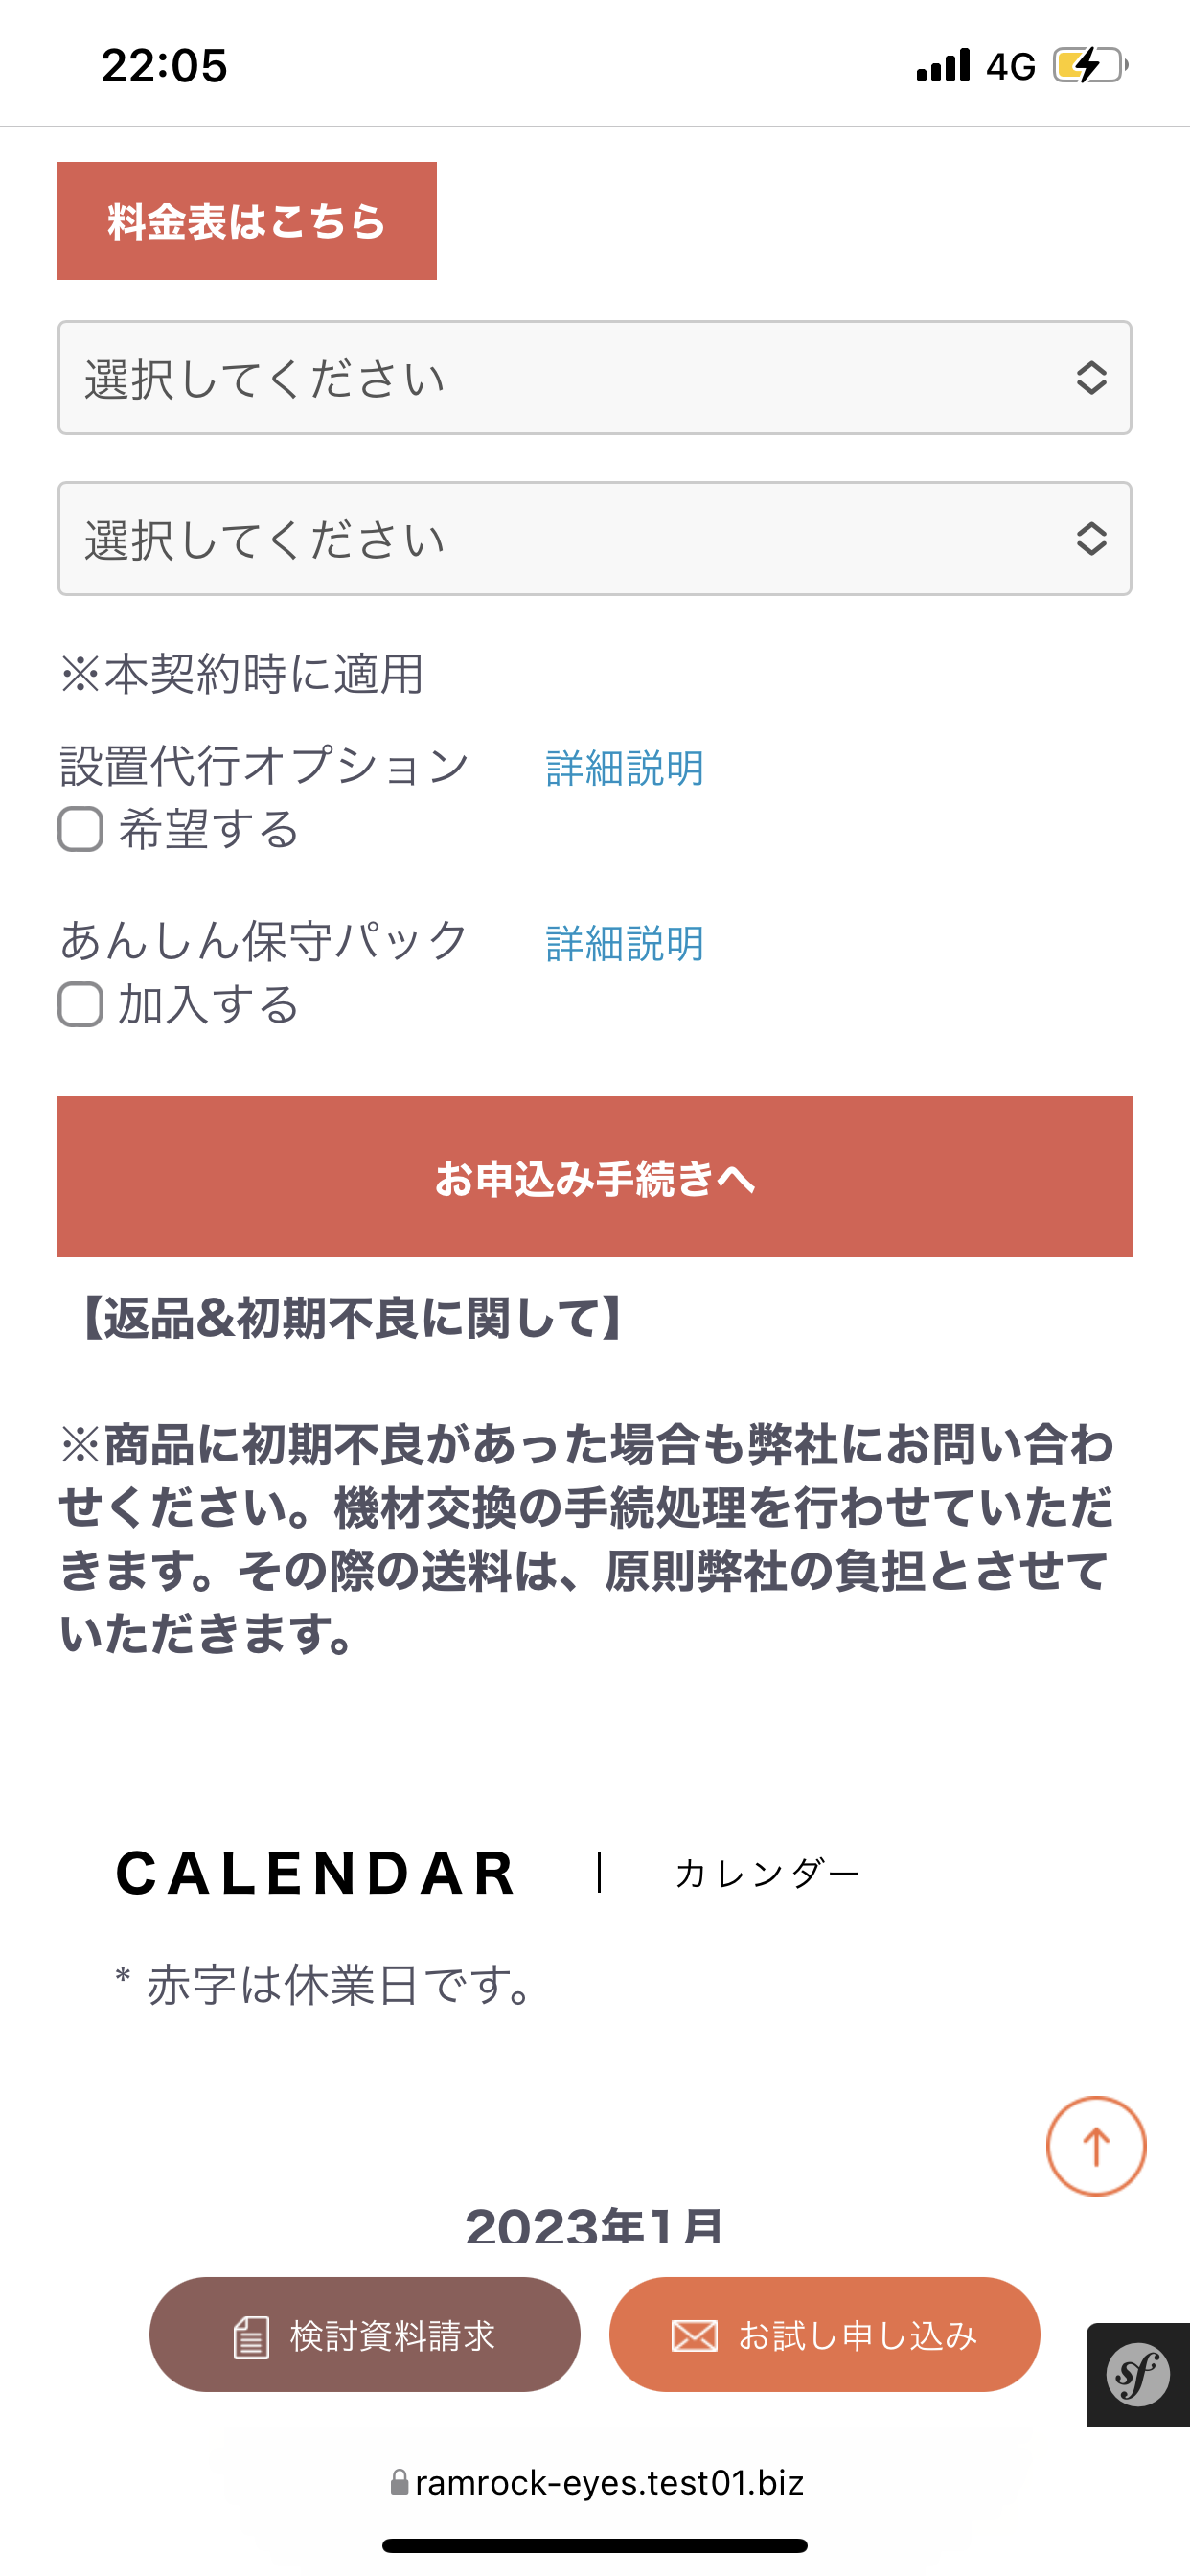 22:05
4G
料金表はこちら
選択してください
選択してください
※本契約時に適用
設置代行オプション 詳細説明
希望する
あんしん保守パック 詳細説明
加入する
お申込み手続きへ
【返品&初期不良に関して】
※商品に初期不良があった場合も弊社にお問い合わ
せください。機材交換の手続処理を行わせていただ
きます。その際の送料は、原則弊社の負担とさせて
いただきます。
CALENDAR | カレンダー
* 赤字は休業日です。
2023年1月
検討資料請求
お試し申し込み
sf
ramrock-eyes.test01.biz